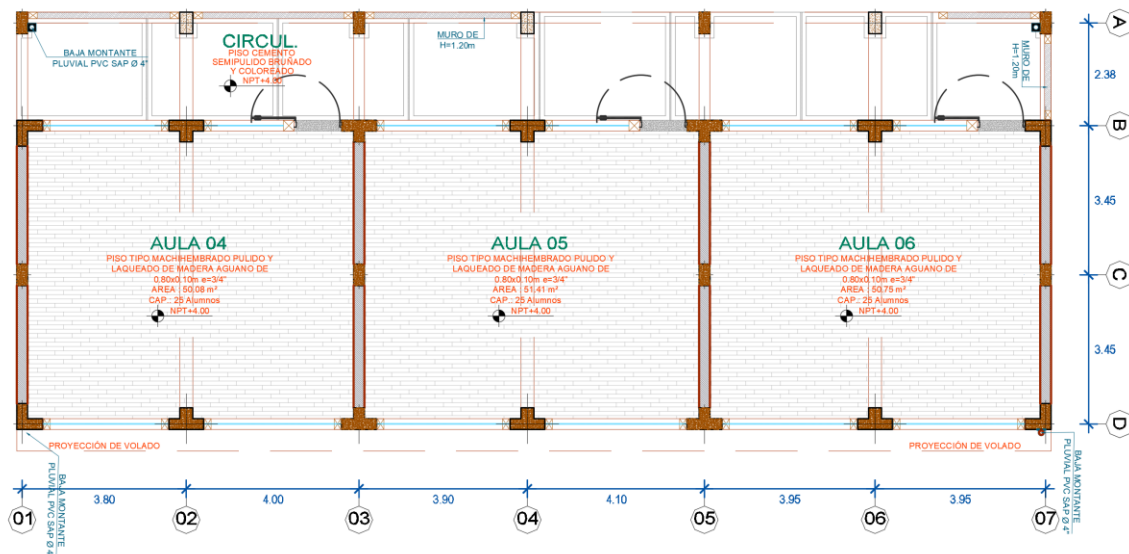 A
BAJA MONTANTE
PLUVIAL PVC SAP Ø 4"
CIRCUL.
PISO CEMENTO
SEMIPULIDO BRUÑADO
Y COLOREADO
MURO DE
H=1.20m
MURO DE
H=1.20m
2.38
B
3.45
AULA 04
PISO TIPO MACHIHEMBRADO PULIDO Y
LAQUEADO DE MADERA AGUANO DE
0.80x0.10m e=3/4"
AREA : 50.08 m²
CAP.: 25 Alumnos
NPT+4.00
AULA 05
PISO TIPO MACHIHEMBRADO PULIDO Y
LAQUEADO DE MADERA AGUANO DE
0.80x0.10m e=3/4"
AREA : 51.41 m²
CAP.: 25 Alumnos
NPT+4.00
AULA 06
PISO TIPO MACHIHEMBRADO PULIDO Y
LAQUEADO DE MADERA AGUANO DE
0.80x0.10m e=3/4"
AREA : 50.75 m²
CAP.: 25 Alumnos
NPT+4.00
C
3.45
D
PROYECCIÓN DE VOLADO
PROYECCIÓN DE VOLADO
BAJA MONTANTE
PLUVIAL PVC SAP Ø 4
BAJA MONTANTE
PLUVIAL PVC SAP Ø 4"
3.80
4.00
3.90
4.10
3.95
3.95
01
02
03
04
05
06
07